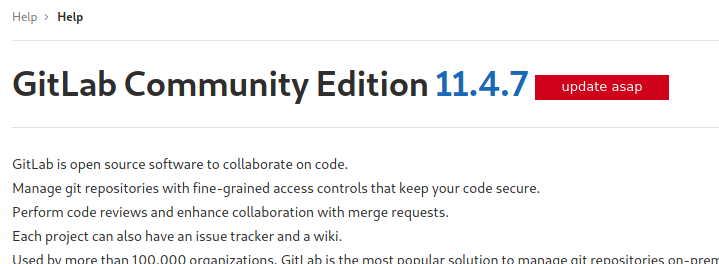 Help › Help
GitLab Community Edition 11.4.7 update asap
GitLab is open source software to collaborate on code.
Manage git repositories with fine-grained access controls that keep your code secure.
Perform code reviews and enhance collaboration with merge requests.
Each project can also have an issue tracker and a wiki.
Used by more than 100,000 organizations, GitLab is the most popular solution to manage git repositories on-prem